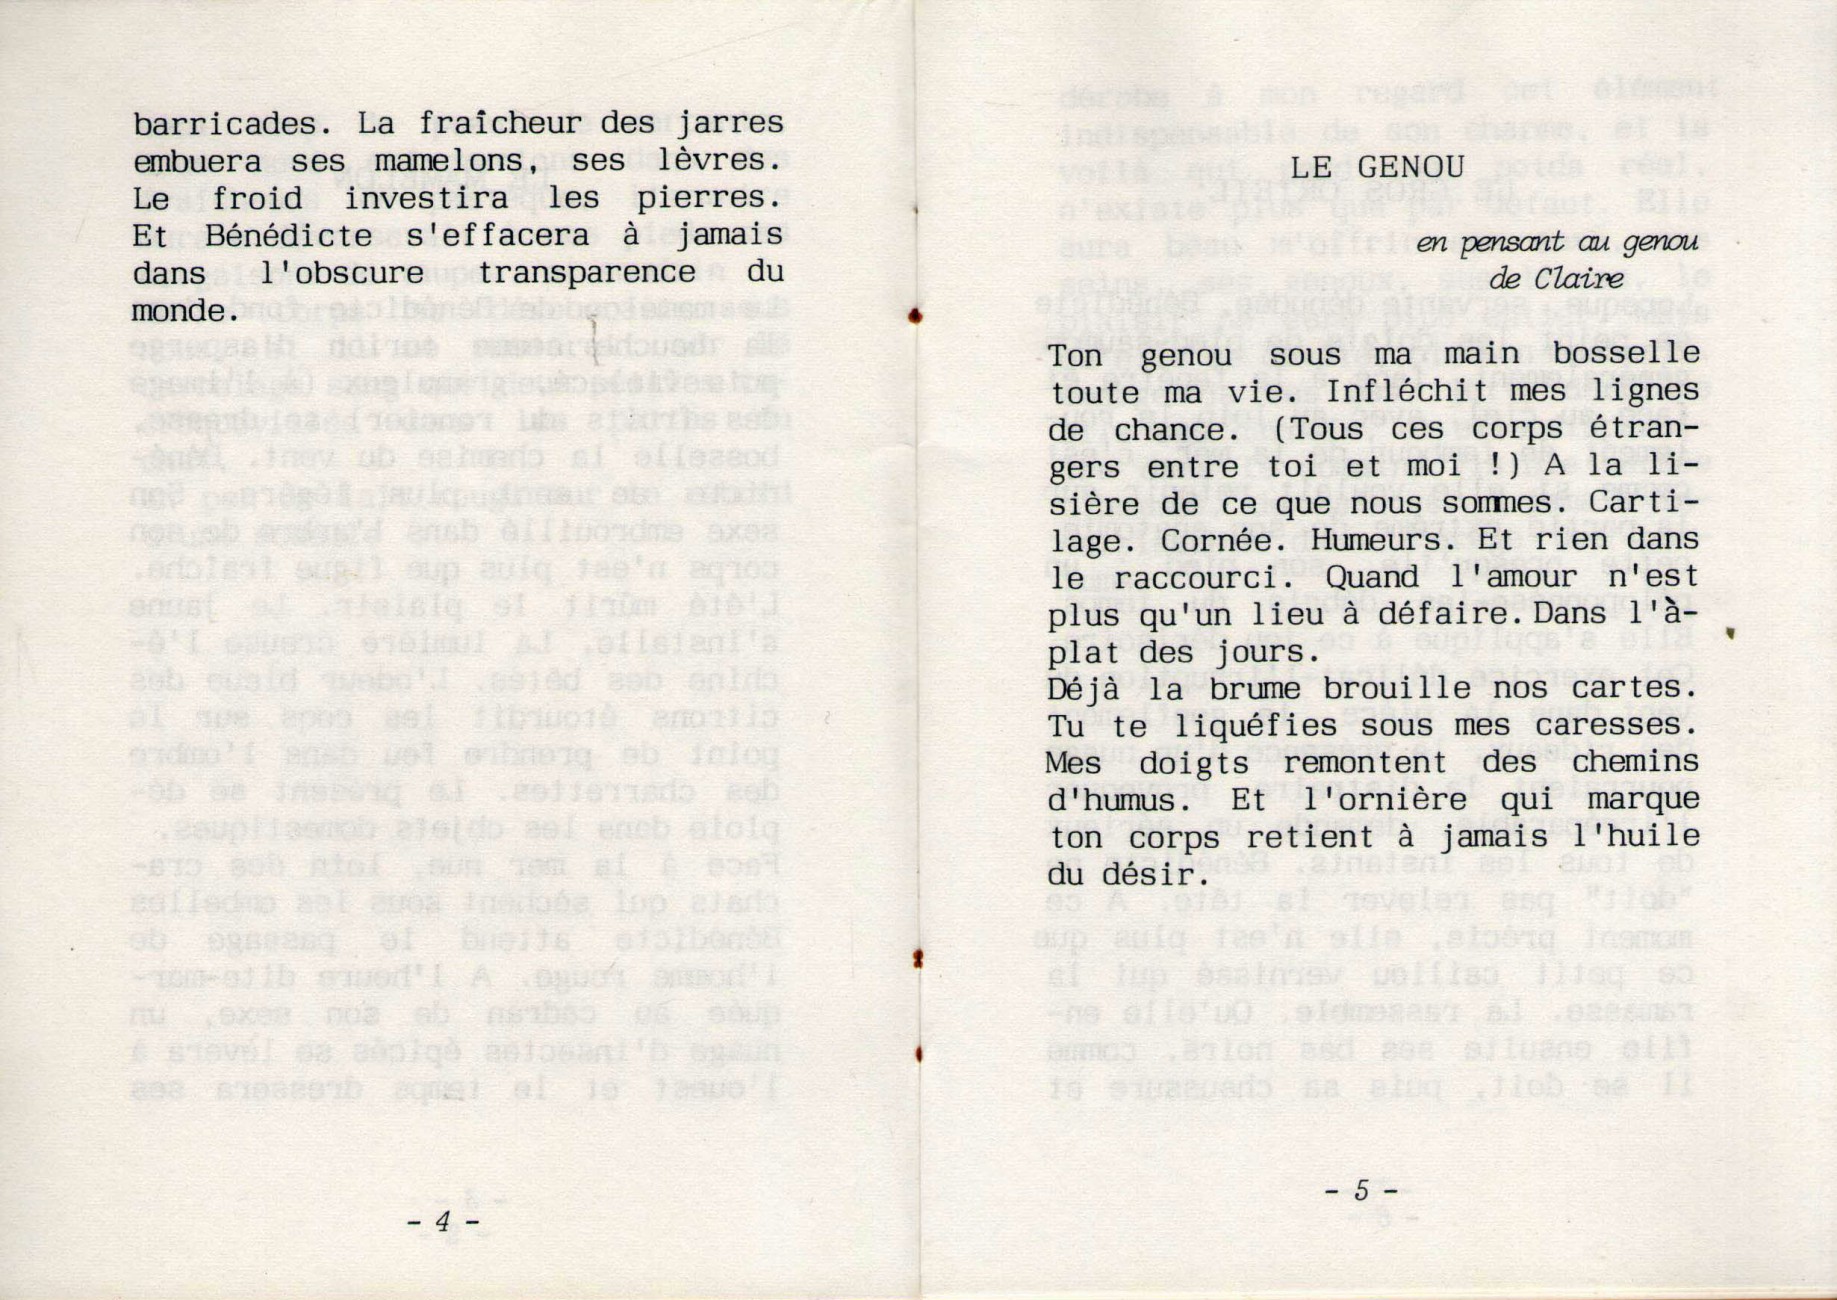 barricades. La fraîcheur des jarres
embuera ses mamelons, ses lèvres.
Le froid investira les pierres.
Et Bénédicte s'effacera à jamais
dans l'obscure transparence du
monde.
- 4 -
LE GENOU
en pensant au genou
de Claire
Ton genou sous ma main bosselle
toute ma vie. Infléchit mes lignes
de chance. (Tous ces corps étran-
gers entre toi et moi !) A la li-
sière de ce que nous sommes. Carti-
lage. Cornée. Humeurs. Et rien dans
le raccourci. Quand l'amour n'est
plus qu'un lieu à défaire. Dans l'à-
plat des jours.
Déjà la brume brouille nos cartes.
Tu te liquéfies sous mes caresses.
Mes doigts remontent des chemins
d'humus. Et l'ornière qui marque
ton corps retient à jamais l'huile
du désir.
- 5 -